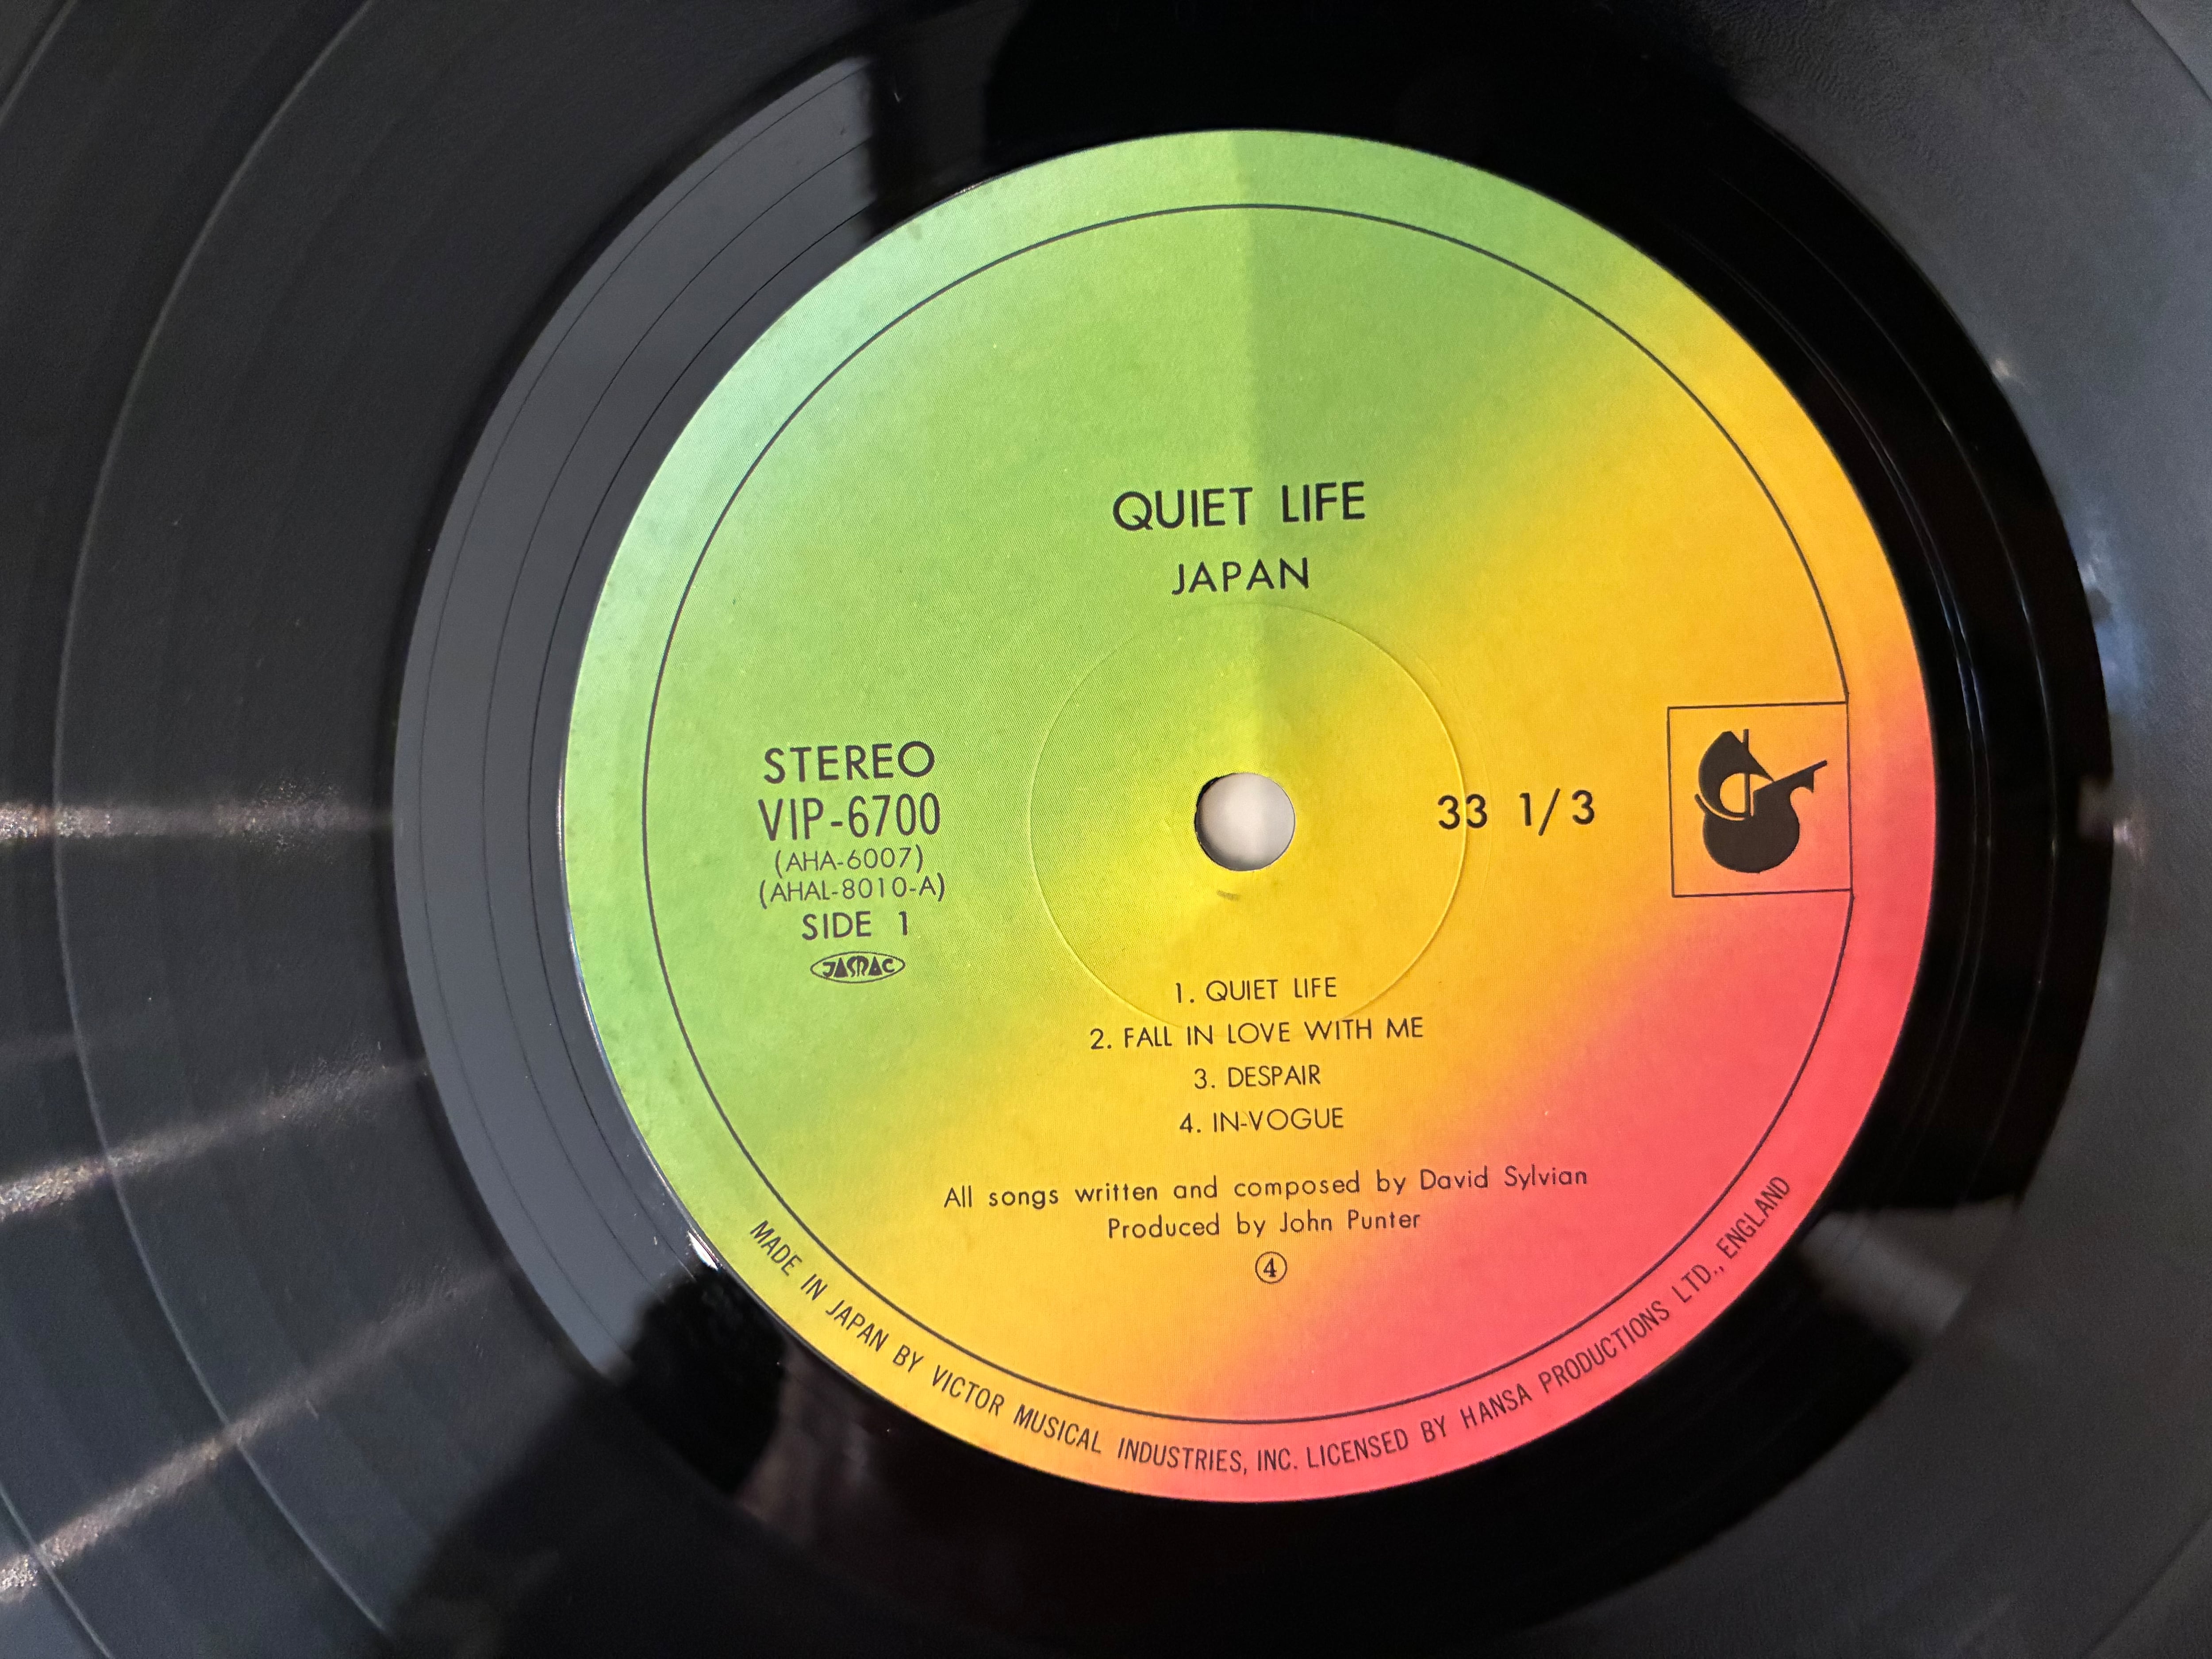 QUIET LIFE
JAPAN
STEREO
VIP-6700
(AHA-6007)
(AHAL-8010-A)
SIDE 1
JASRAC
33 1/3
1. QUIET LIFE
2. FALL IN LOVE WITH ME
3. DESPAIR
4. IN-VOGUE
All songs written and composed by David Sylvian
Produced by John Punter
④
MADE IN JAPAN BY VICTOR MUSICAL INDUSTRIES, INC. LICENSED BY HANSA PRODUCTIONS LTD., ENGLAND